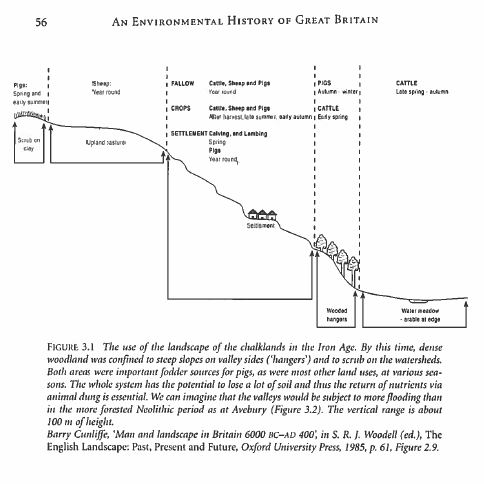 56
AN ENVIRONMENTAL HISTORY OF GREAT BRITAIN
Pigs:
Spring and
early summer
Sheep:
Year round
FALLOW
Cattle, Sheep and Pigs
Year round
CROPS
Cattle, Sheep and Pigs
After harvest, late summer, early autumn
SETTLEMENT Calving, and Lambing
Spring
Pigs
Year round
PIGS
Autumn - winter
CATTLE
Early spring
CATTLE
Late spring - autumn
Scrub on
clay
Upland pasture
Settlement
Wooded
hangers
Water meadow
- arable at edge
FIGURE 3.1 The use of the landscape of the chalklands in the Iron Age. By this time, dense
woodland was confined to steep slopes on valley sides ('hangers') and to scrub on the watersheds.
Both areas were important fodder sources for pigs, as were most other land uses, at various sea-
sons. The whole system has the potential to lose a lot of soil and thus the return of nutrients via
animal dung is essential. We can imagine that the valleys would be subject to more flooding than
in the more forested Neolithic period as at Avebury (Figure 3.2). The vertical range is about
100 m of height.
Barry Cunliffe, 'Man and landscape in Britain 6000 BC–AD 400', in S. R. J. Woodell (ed.), The
English Landscape: Past, Present and Future, Oxford University Press, 1985, p. 61, Figure 2.9.